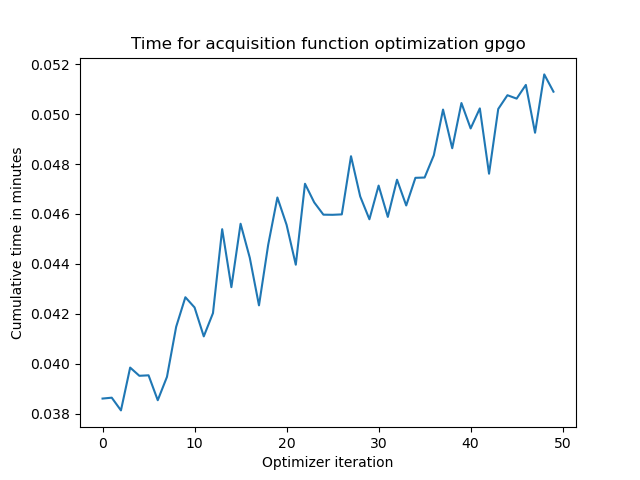 Time for acquisition function optimization gpgo
0.052
0.050
0.048
0.046
0.044
0.042
0.040
0.038
Cumulative time in minutes
0 10 20 30 40 50
Optimizer iteration